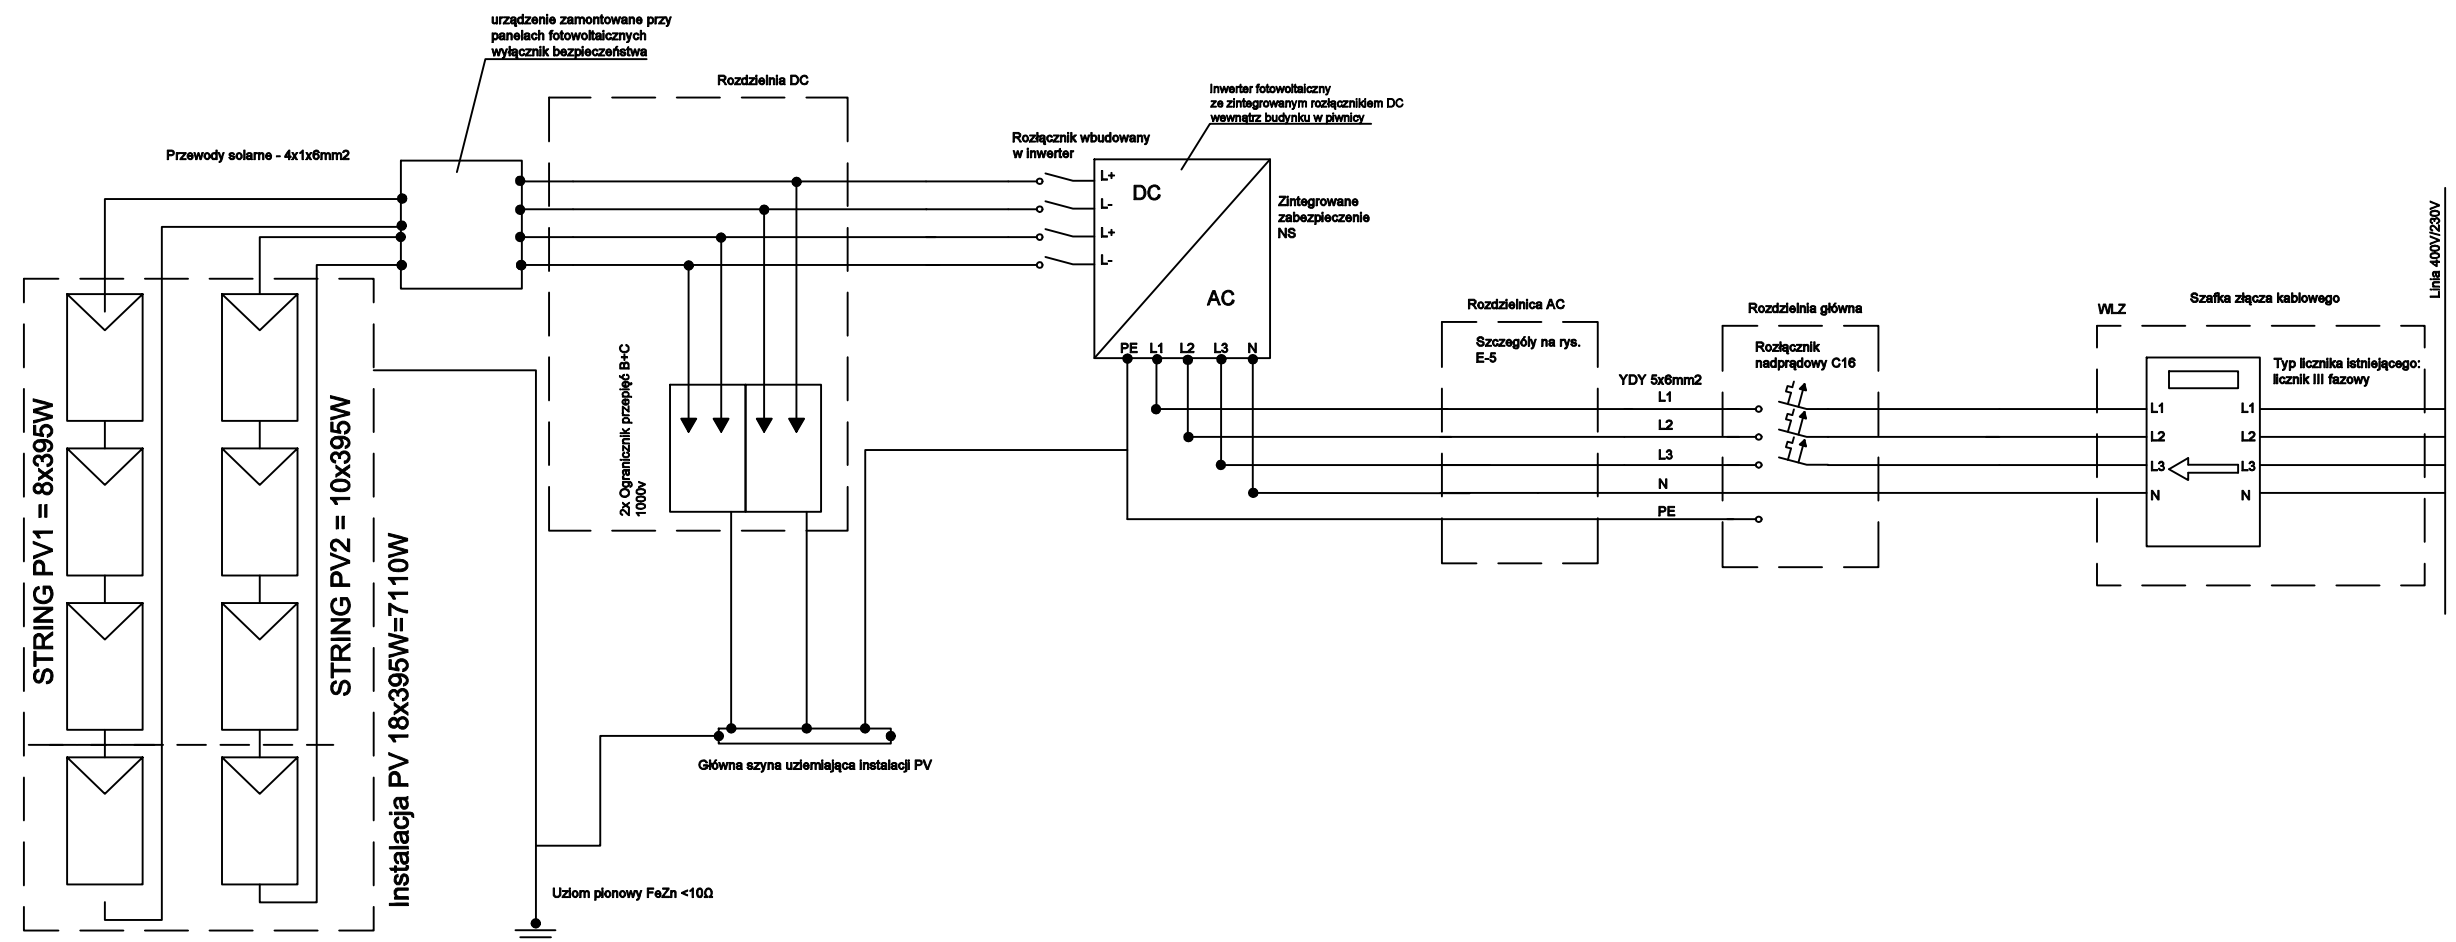 urządzenie zamontowane przy
panelach fotowoltaicznych
wyłącznik bezpieczeństwa
Rozdzielnia DC
Inwerter fotowoltaiczny
ze zintegrowanym rozłącznikiem DC
wewnątrz budynku w piwnicy
Przewody solarne - 4x1x6mm2
Rozłącznik wbudowany
w inwerter
L+
L-
L+
L-
DC
AC
Zintegrowane
zabezpieczenie
NS
PE L1 L2 L3 N
2x Ogranicznik przepięć B+C
1000v
STRING PV1 = 8x395W
STRING PV2 = 10x395W
Instalacja PV 18x395W=7110W
Główna szyna uziemiająca instalacji PV
Uziom pionowy FeZn <10Ω
Rozdzielnica AC
Szczegóły na rys.
E-5
YDY 5x6mm2
L1
L2
L3
N
PE
Rozdzielnia główna
Rozłącznik
nadprądowy C16
WLZ
Szafka złącza kablowego
Typ licznika istniejącego:
licznik III fazowy
L1 L1
L2 L2
L3 L3
N N
Linia 400V/230V